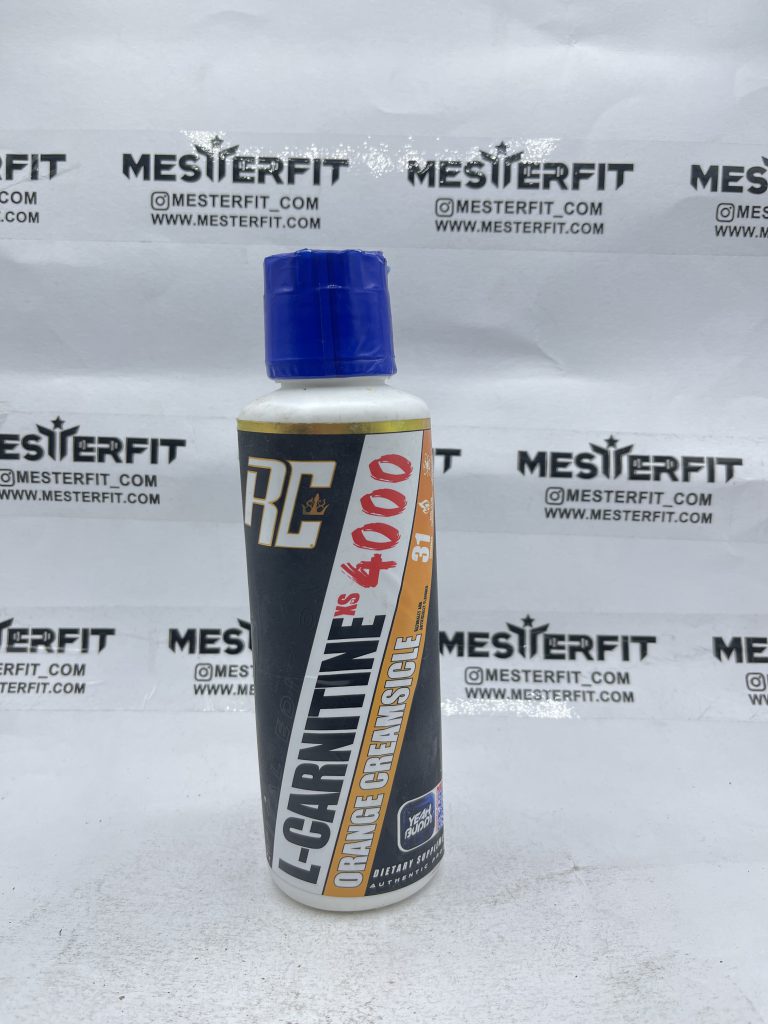 MESTERFIT
MESTERFIT_COM
WWW.MESTERFIT.COM
MESTERFIT
MESTERFIT_COM
WWW.MESTERFIT.COM
RC
L-CARNITINE XS 4000
ORANGE CREAMSICLE
31
YEAH BUDDY
DIETARY SUPPLEM
MESTERFIT
MESTERFIT_COM
WWW.MESTERFIT.COM
MESTERFIT
MESTERFIT_COM
WWW.MESTERFIT.COM
MESTERFIT
MESTERFIT_COM
WWW.MESTERFIT.COM